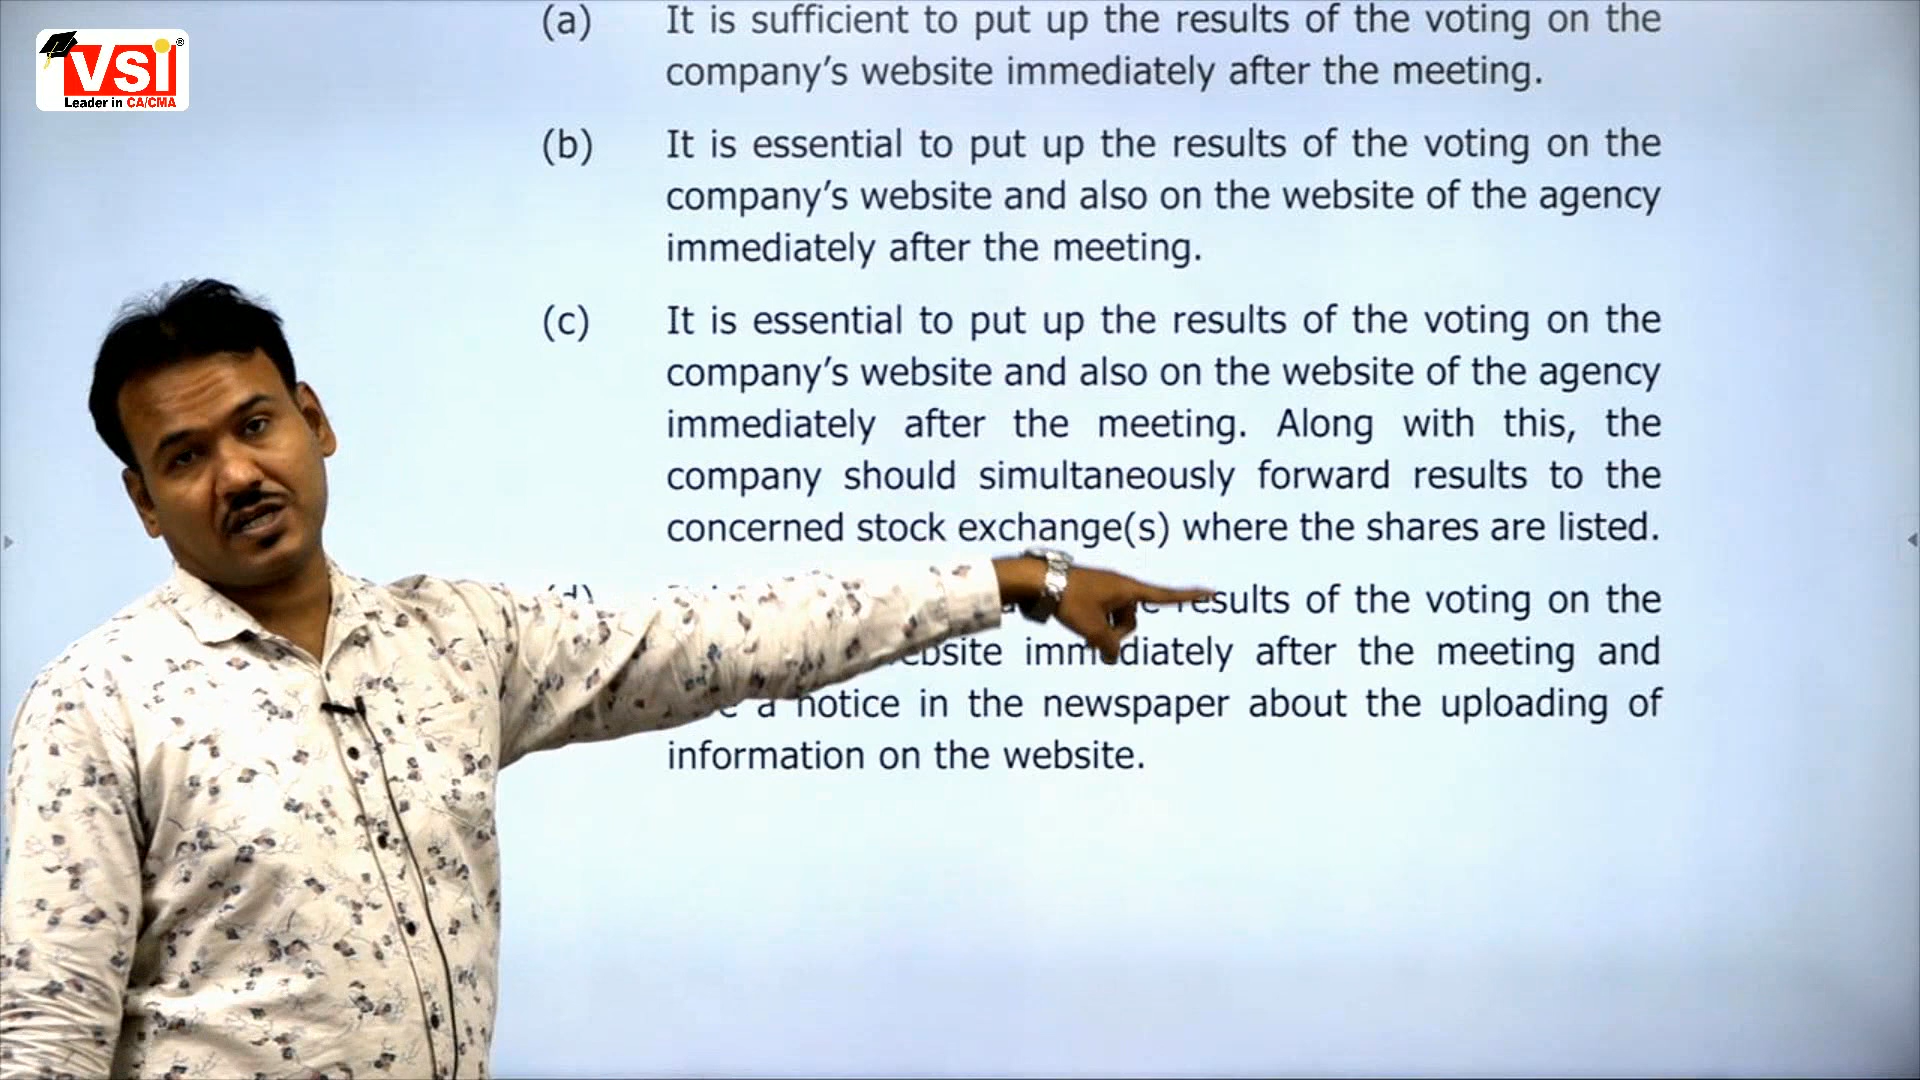 VSI®
Leader in CA/CMA
(a) It is sufficient to put up the results of the voting on the
company's website immediately after the meeting.
(b) It is essential to put up the results of the voting on the
company's website and also on the website of the agency
immediately after the meeting.
(c) It is essential to put up the results of the voting on the
company's website and also on the website of the agency
immediately after the meeting. Along with this, the
company should simultaneously forward results to the
concerned stock exchange(s) where the shares are listed.
results of the voting on the
immediately after the meeting and
a notice in the newspaper about the uploading of
information on the website.